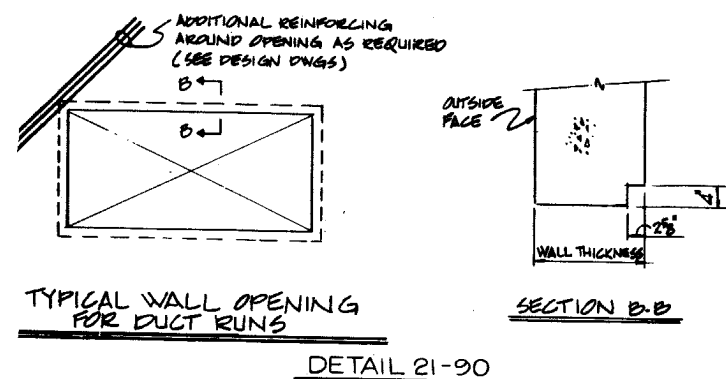 ADDITIONAL REINFORCING
AROUND OPENING AS REQUIRED
(SEE DESIGN DWGS)
B
B
TYPICAL WALL OPENING
FOR DUCT RUNS
OUTSIDE
FACE
4"
2⅝"
WALL THICKNESS
SECTION B-B
DETAIL 21-90